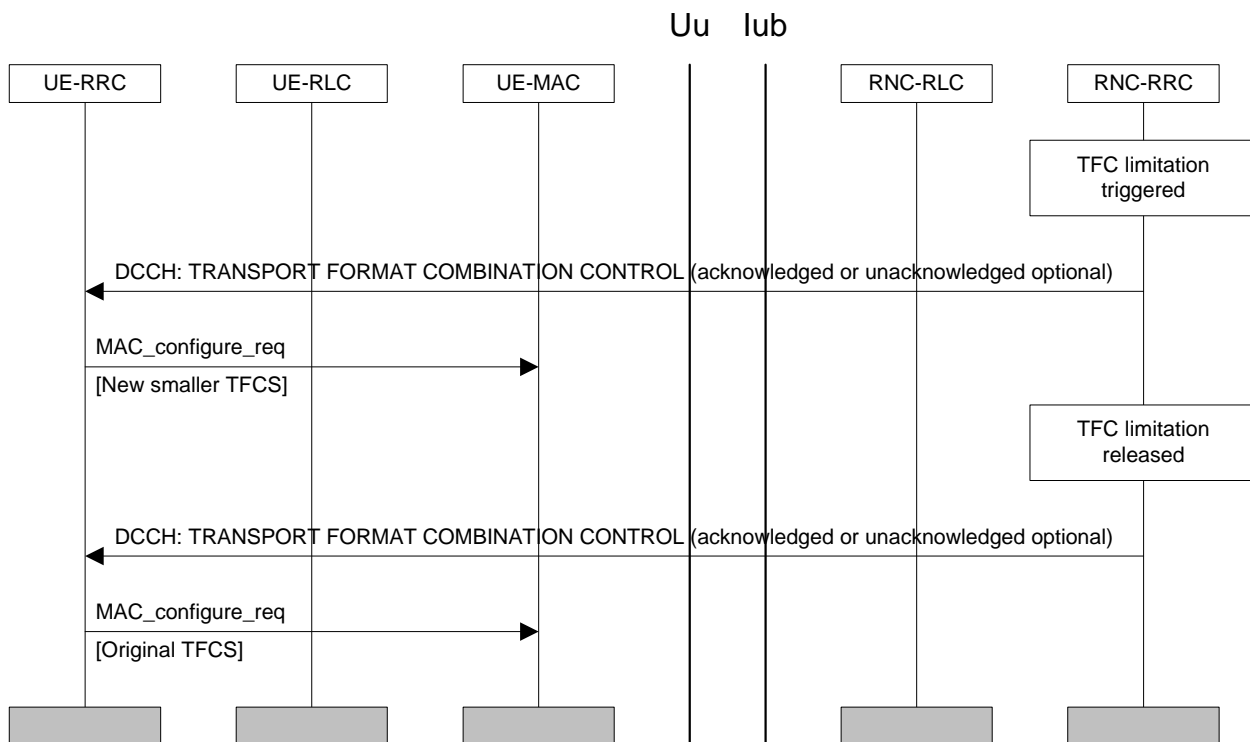 Uu Iub
UE-RRC UE-RLC UE-MAC RNC-RLC RNC-RRC
TFC limitation
triggered
DCCH: TRANSPORT FORMAT COMBINATION CONTROL (acknowledged or unacknowledged optional)
MAC_configure_req
[New smaller TFCS]
TFC limitation
released
DCCH: TRANSPORT FORMAT COMBINATION CONTROL (acknowledged or unacknowledged optional)
MAC_configure_req
[Original TFCS]